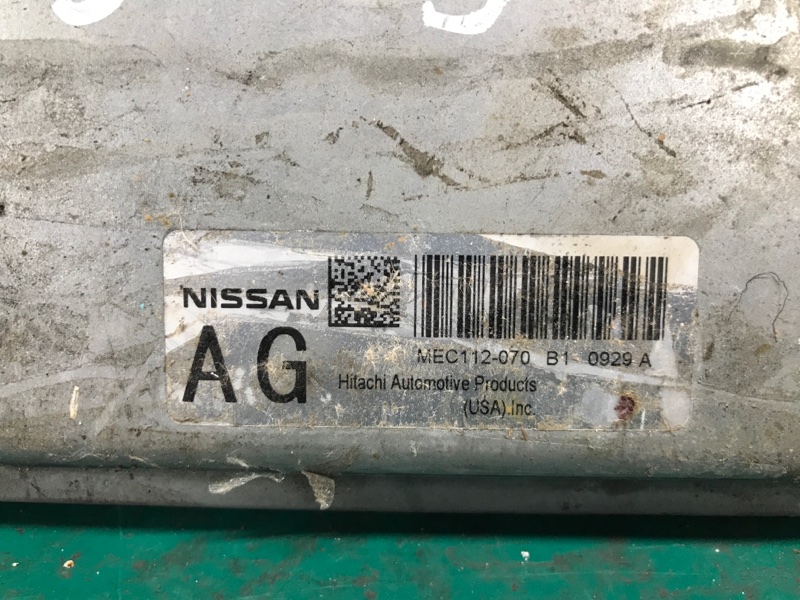 NISSAN
AG
MEC112-070 B1 0929 A
Hitachi Automotive Products
(USA).Inc.